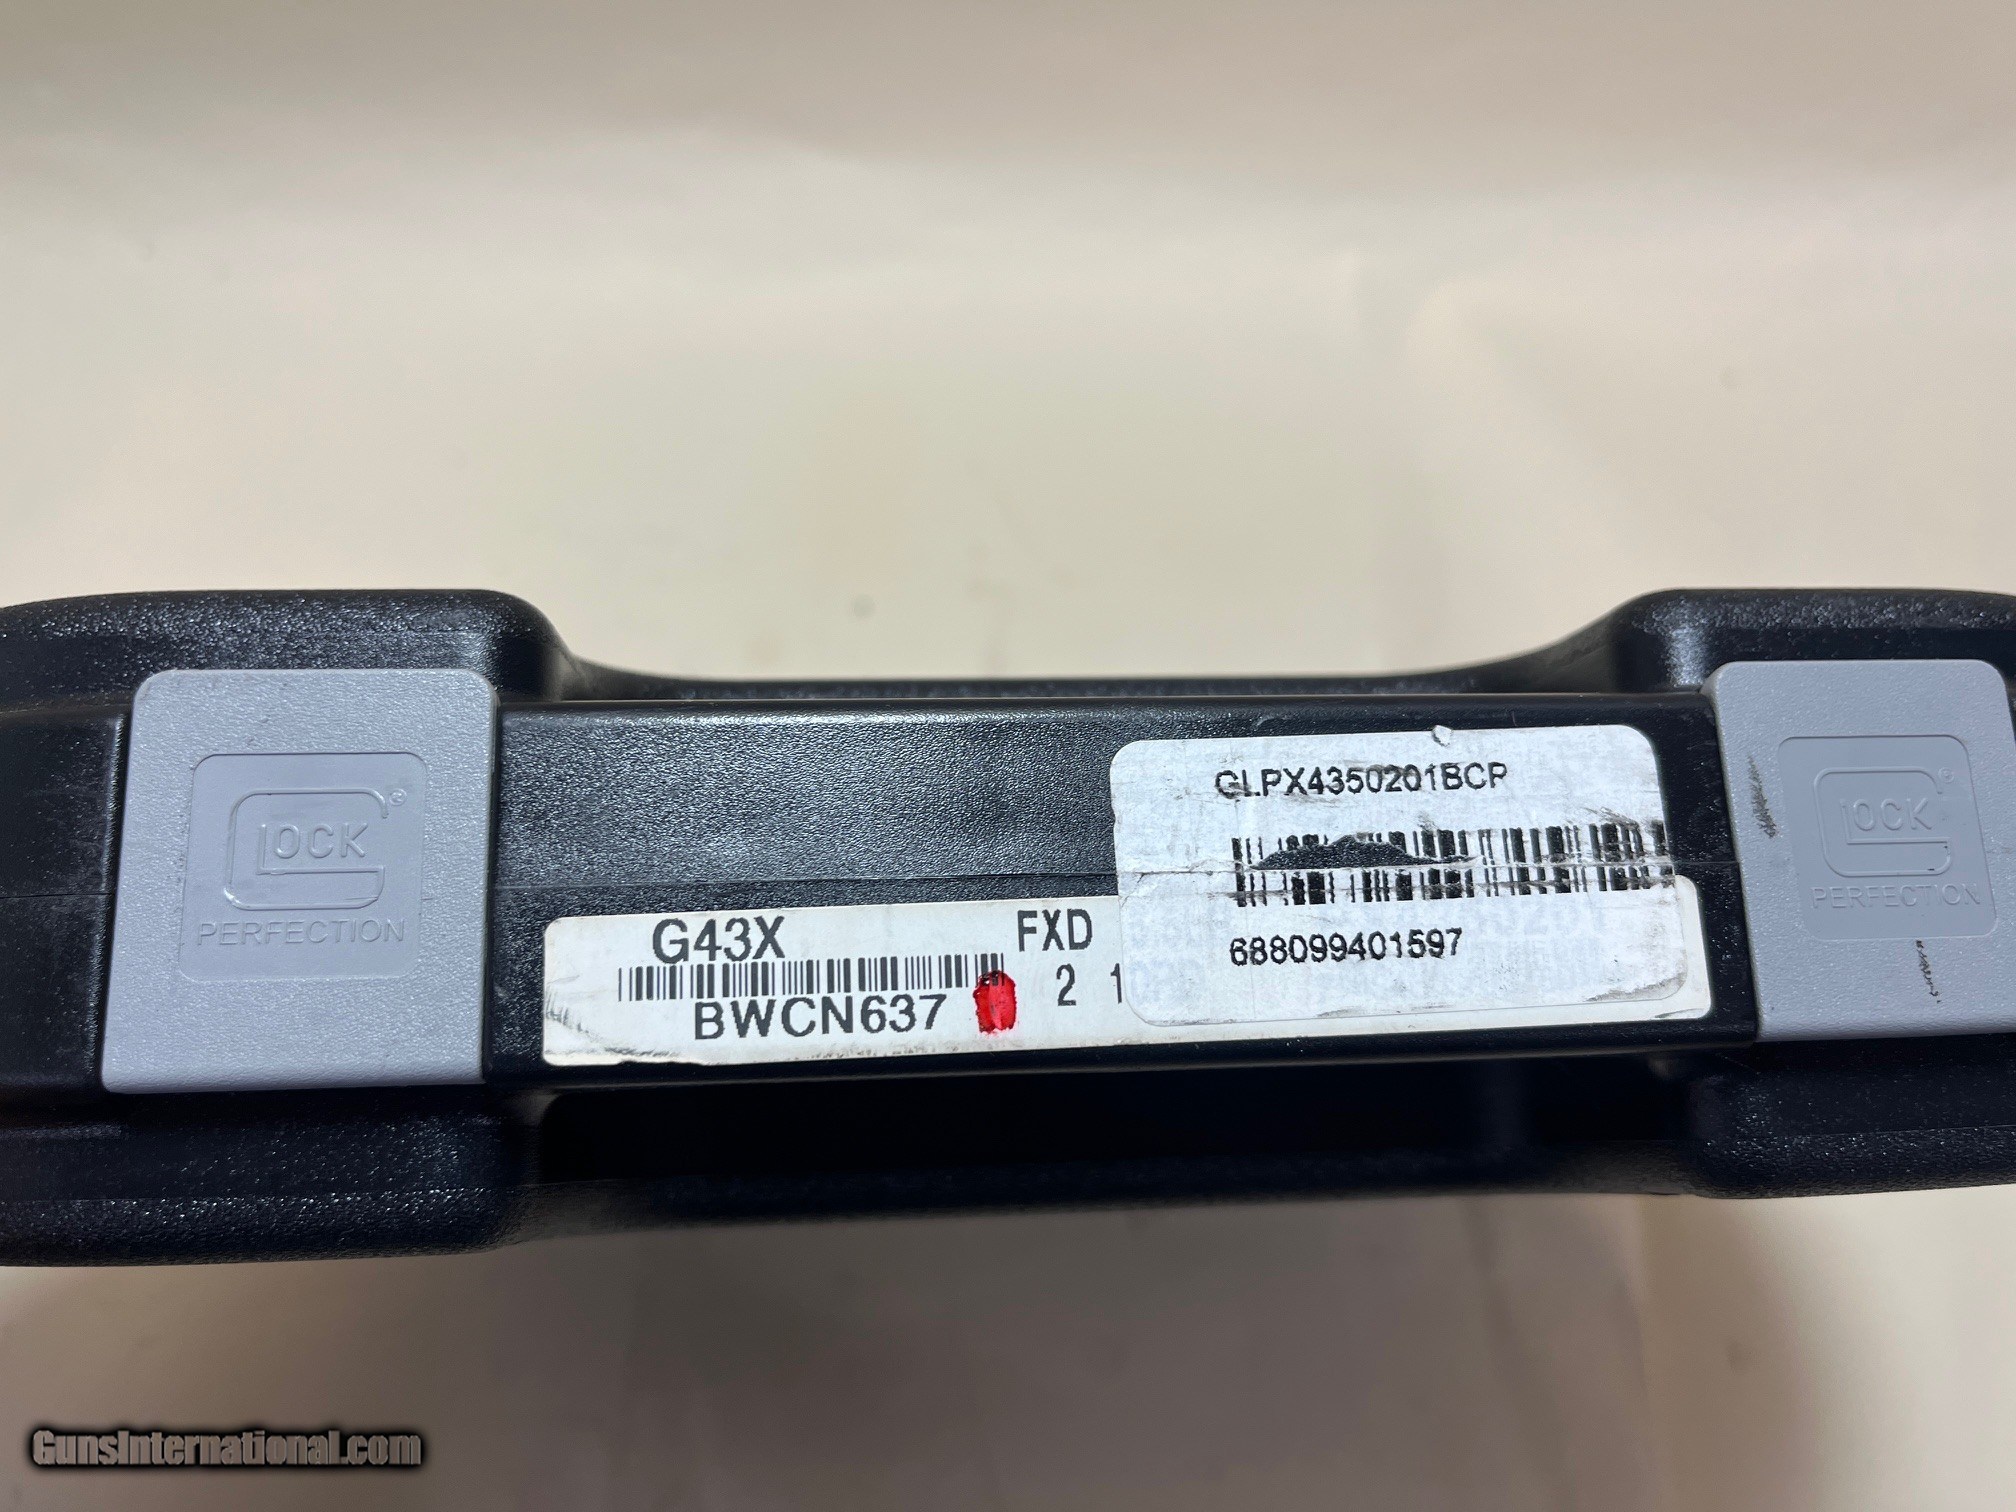 GLOCK
PERFECTION
G43X
FXD
BWCN637
2 1
GLPX4350201BCP
688099401597
GLOCK
PERFECTION
GunsInternational.com